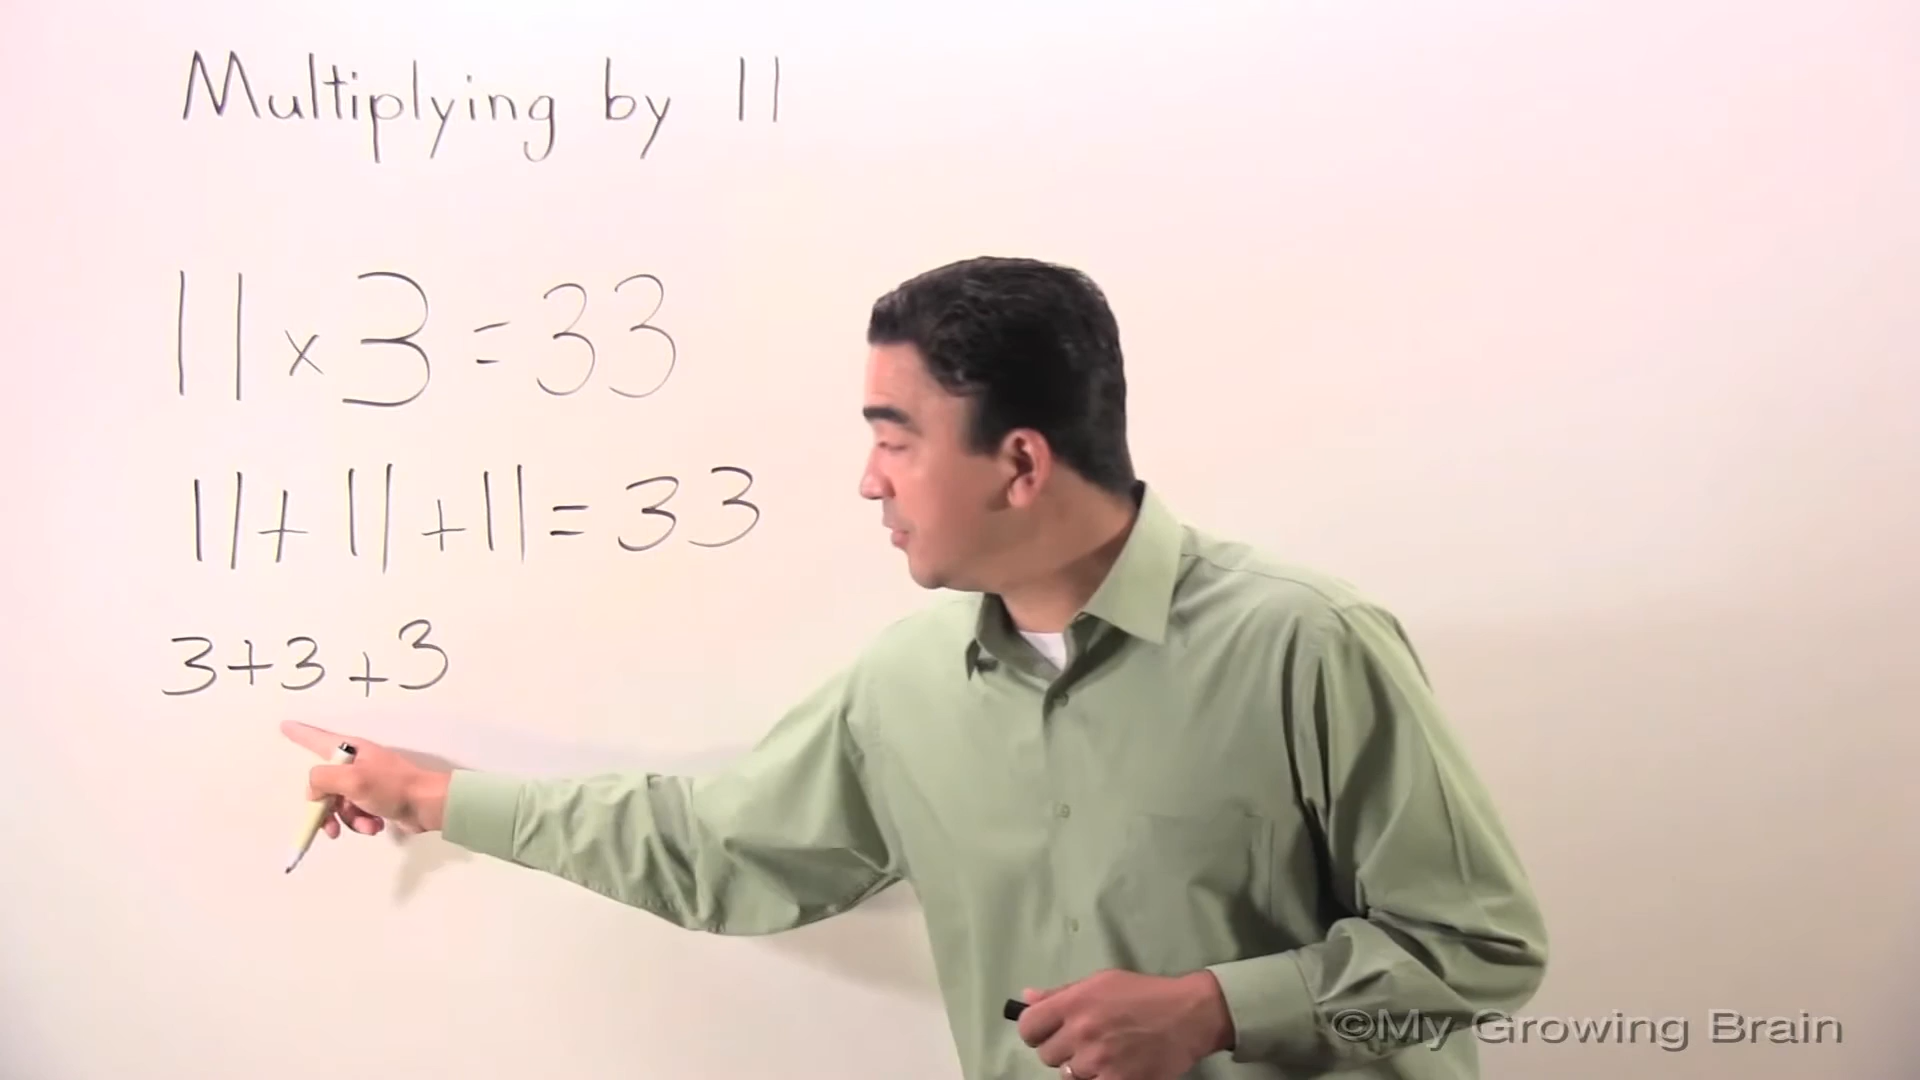 Multiplying by 11
11 x 3 = 33
11 + 11 + 11 = 33
3 + 3 + 3
©My Growing Brain